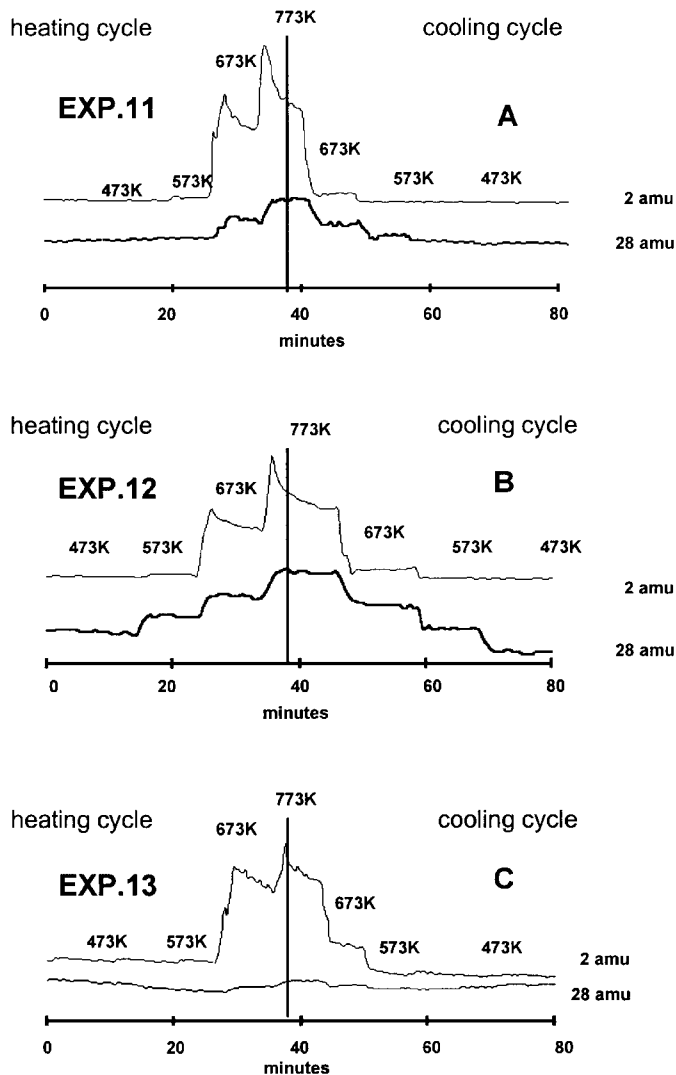 773K
heating cycle cooling cycle
673K
EXP.11 A
673K
473K 573K 573K 473K
2 amu
28 amu
0 20 40 60 80
minutes
heating cycle cooling cycle
773K
EXP.12 673K B
673K
473K 573K 573K 473K
2 amu
28 amu
0 20 40 60 80
minutes
773K
heating cycle cooling cycle
673K
EXP.13 C
673K
473K 573K 573K 473K
2 amu
28 amu
0 20 40 60 80
minutes